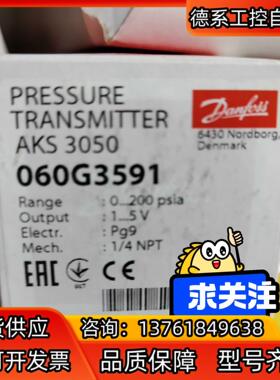 德系工控自
PRESSURE
TRANSMITTER
AKS 3050
060G3591
Danfoss
6430 Nordborg,
Denmark
Range : 0...200 psia
Output : 1...5 V
Electr. : Pg9
Mech. : 1/4 NPT
EAC
求关注
货供应 咨询: 13761849638
可开发票 品质保障 型号齐